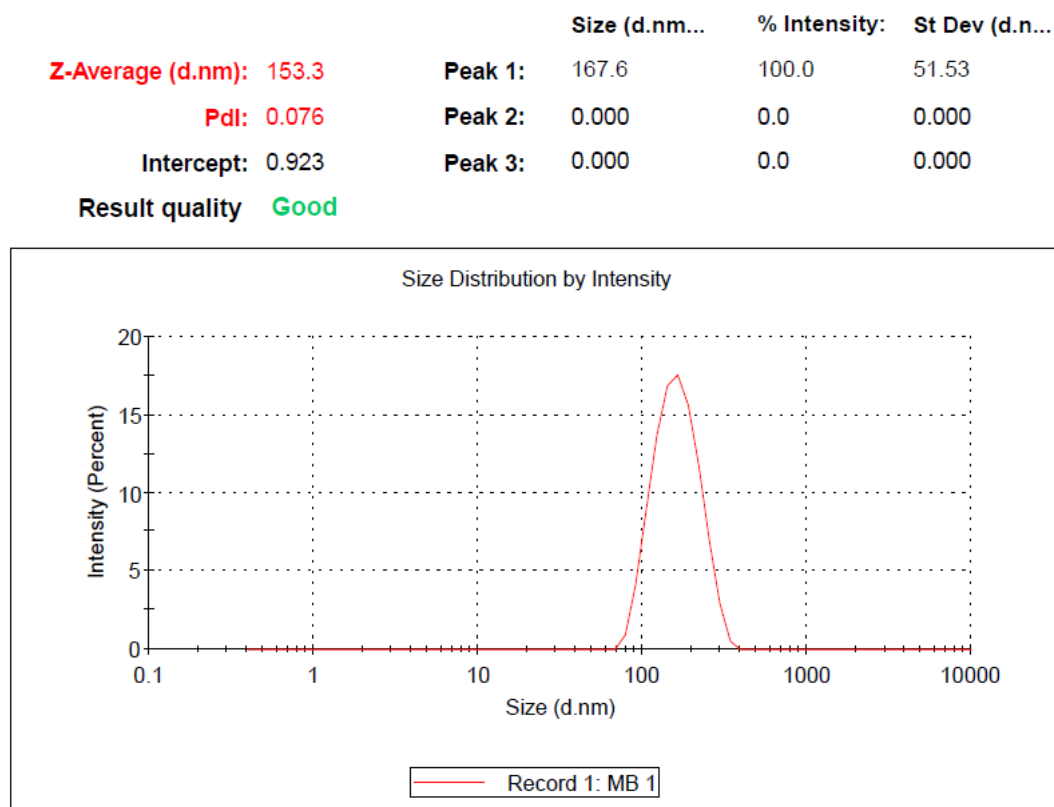 Size (d.nm... % Intensity: St Dev (d.n...
Z-Average (d.nm): 153.3 Peak 1: 167.6 100.0 51.53
PdI: 0.076 Peak 2: 0.000 0.0 0.000
Intercept: 0.923 Peak 3: 0.000 0.0 0.000
Result quality Good
Size Distribution by Intensity
20
15
10
5
0
Intensity (Percent)
0.1 1 10 100 1000 10000
Size (d.nm)
Record 1: MB 1